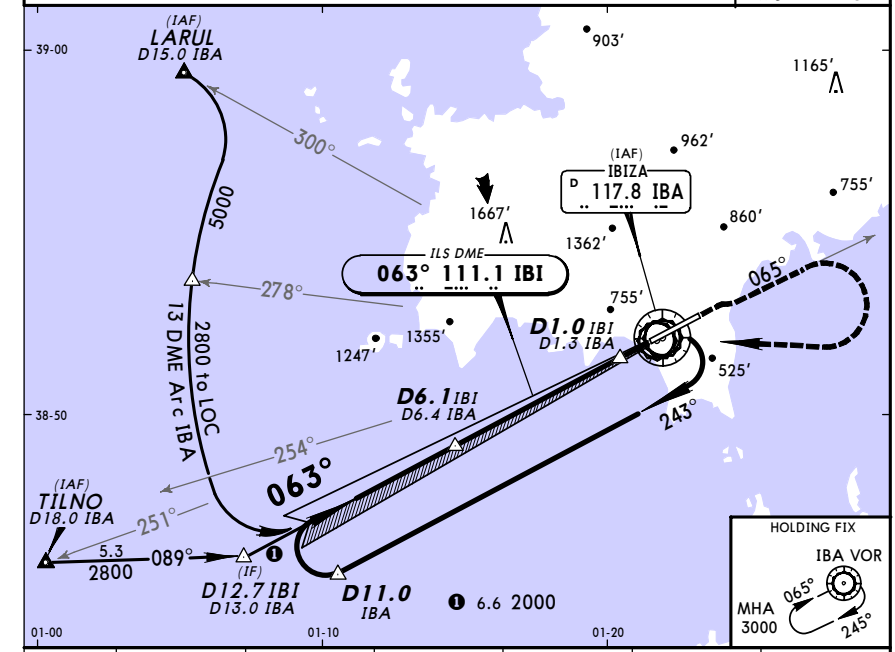 39-00
(IAF)
LARUL
D15.0 IBA
903'
1165'
300°
962'
(IAF)
IBIZA
D 117.8 IBA
755'
5000
1667'
1362'
860'
ILS DME
063° 111.1 IBI
065°
278°
755'
13 DME Arc IBA
2800 to LOC
1247'
1355'
D1.0 IBI
D1.3 IBA
525'
D6.1 IBI
D6.4 IBA
38-50
243°
254°
063°
(IAF)
TILNO
D18.0 IBA
251°
5.3
2800
089°
1
(IF)
D12.7 IBI
D13.0 IBA
D11.0
IBA
1 6.6 2000
HOLDING FIX
IBA VOR
065°
MHA
3000
245°
01-00
01-10
01-20